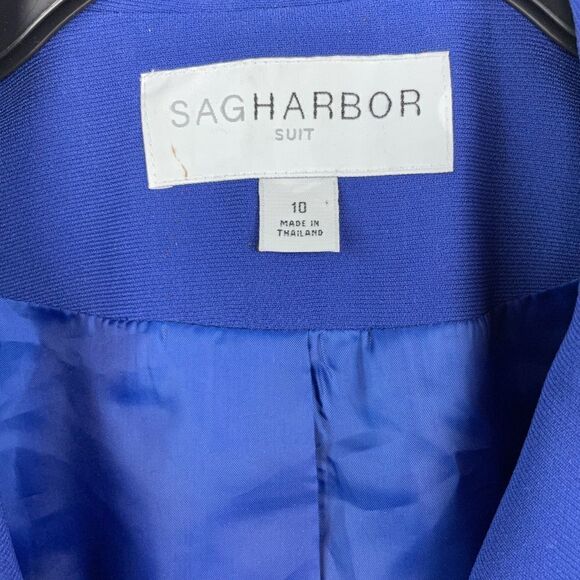 SAGHARBOR
SUIT
10
MADE IN
THAILAND